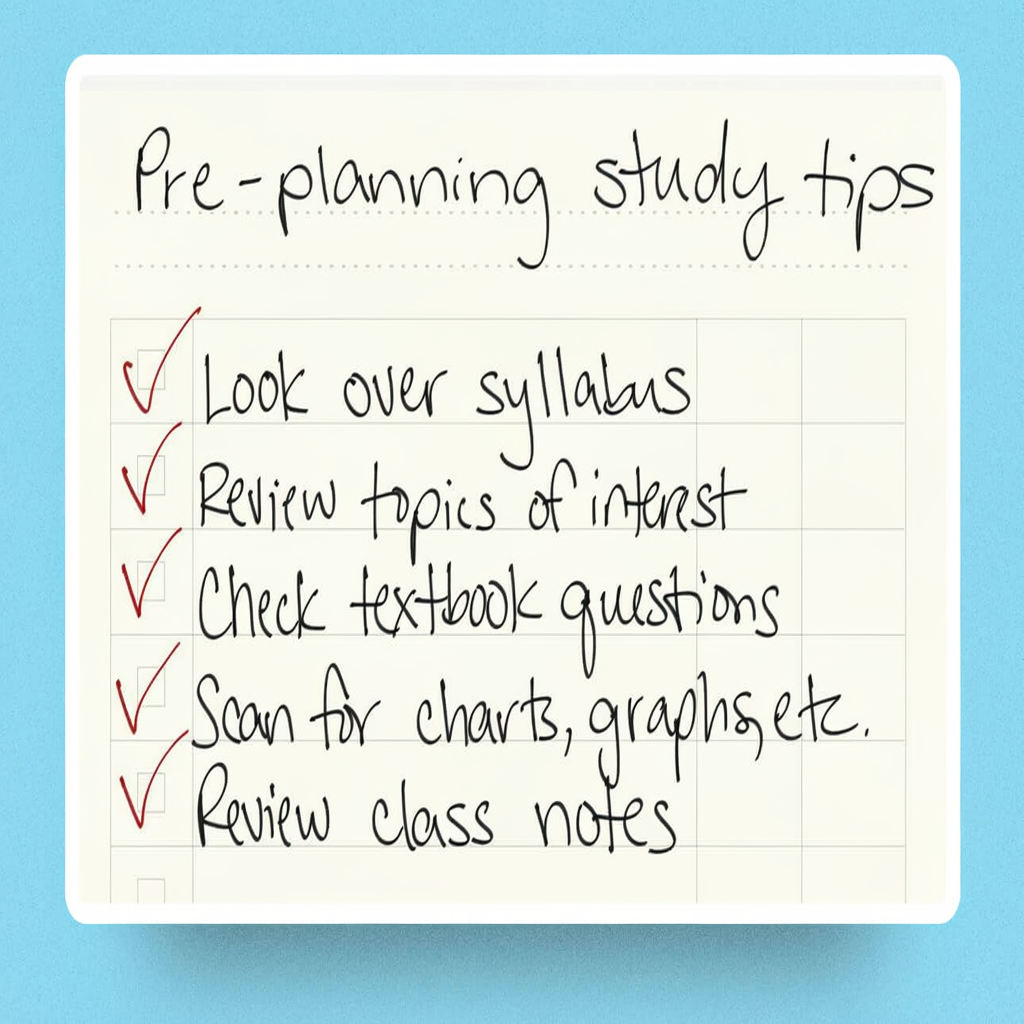 Pre-planning study tips
Look over syllabus
Review topics of interest
Check textbook questions
Scan for charts, graphs, etc.
Review class notes